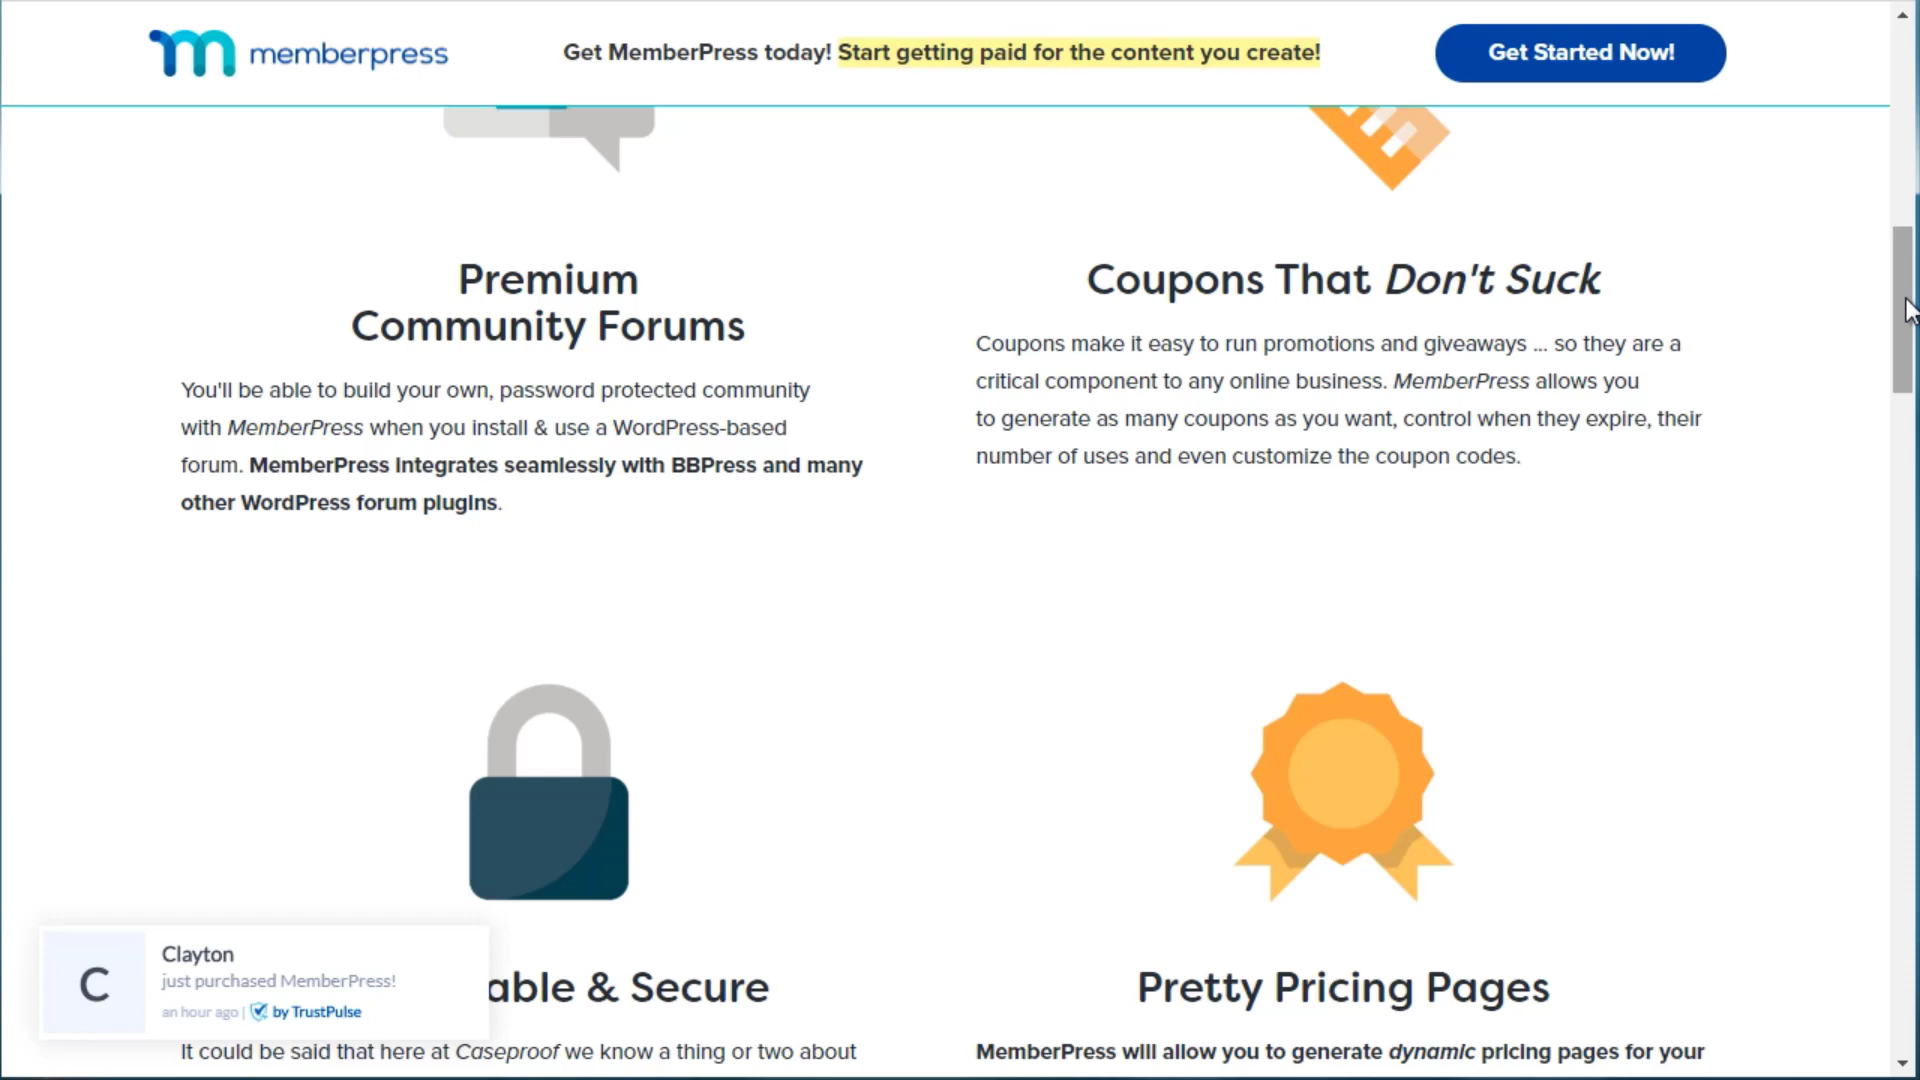 memberpress
Get MemberPress today! Start getting paid for the content you create!
Get Started Now!
Premium
Community Forums
You'll be able to build your own, password protected community
with MemberPress when you install & use a WordPress-based
forum. MemberPress integrates seamlessly with BBPress and many
other WordPress forum plugins.
Coupons That Don't Suck
Coupons make it easy to run promotions and giveaways ... so they are a
critical component to any online business. MemberPress allows you
to generate as many coupons as you want, control when they expire, their
number of uses and even customize the coupon codes.
able & Secure
It could be said that here at Caseproof we know a thing or two about
Pretty Pricing Pages
MemberPress will allow you to generate dynamic pricing pages for your
C
Clayton
just purchased MemberPress!
an hour ago | by TrustPulse